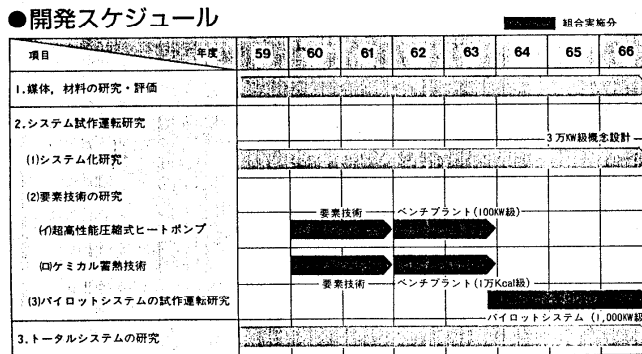 ●開発スケジュール
組合実施分
項目 年度 59 60 61 62 63 64 65 66
1.媒体，材料の研究・評価
2.システム試作運転研究
3万KW級概念設計
(1)システム化研究
(2)要素技術の研究
要素技術 ベンチプラント(100KW級)
(イ)超高性能圧縮式ヒートポンプ
(ロ)ケミカル蓄熱技術
要素技術 ベンチプラント(1万Kcal級)
(3)パイロットシステムの試作運転研究
パイロットシステム (1,000KW級
3.トータルシステムの研究